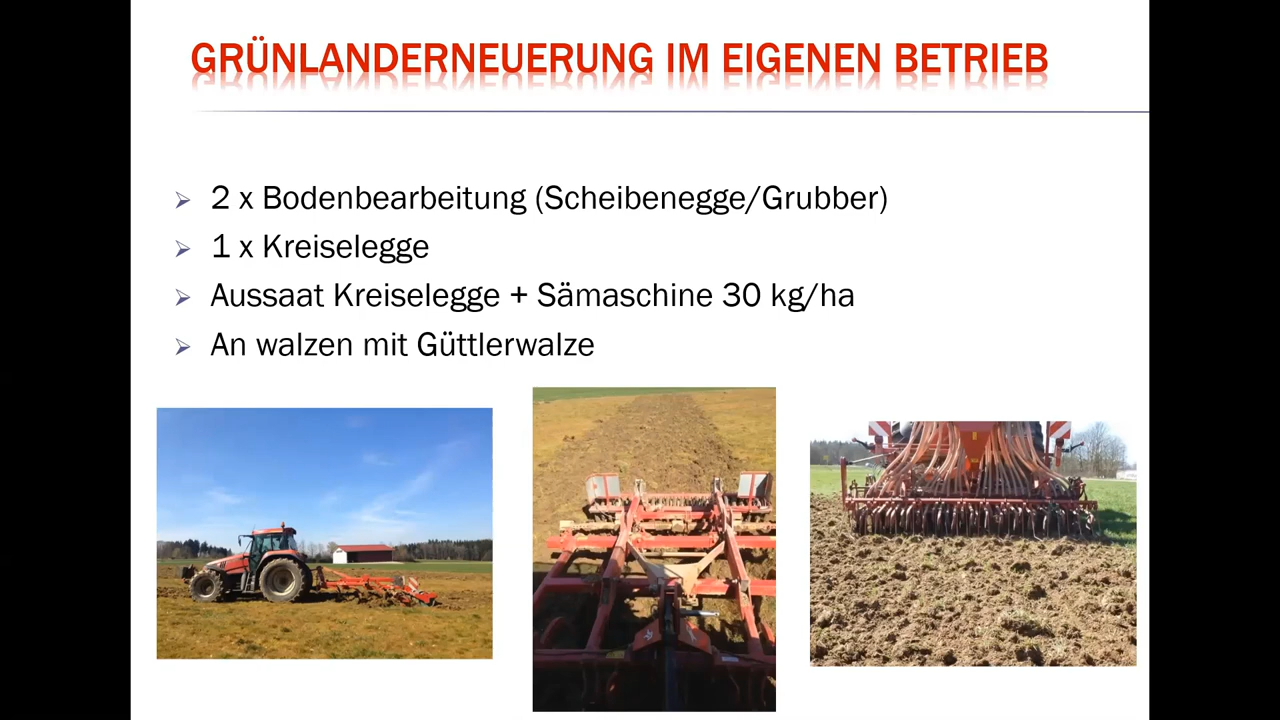 GRÜNLANDERNEUERUNG IM EIGENEN BETRIEB
2 x Bodenbearbeitung (Scheibenegge/Grubber)
1 x Kreiselegge
Aussaat Kreiselegge + Sämaschine 30 kg/ha
An walzen mit Güttlerwalze